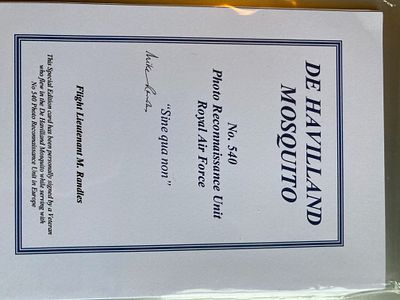 DE HAVILLAND
MOSQUITO
No. 540
Photo Reconnaissance Unit
Royal Air Force
"Sine qua non"
Flight Lieutenant M. Randles
This Special Edition card has been personally signed by a Veteran
who flew in the De Havilland Mosquito while serving with
No 540 Photo Reconnaissance Unit in Europe